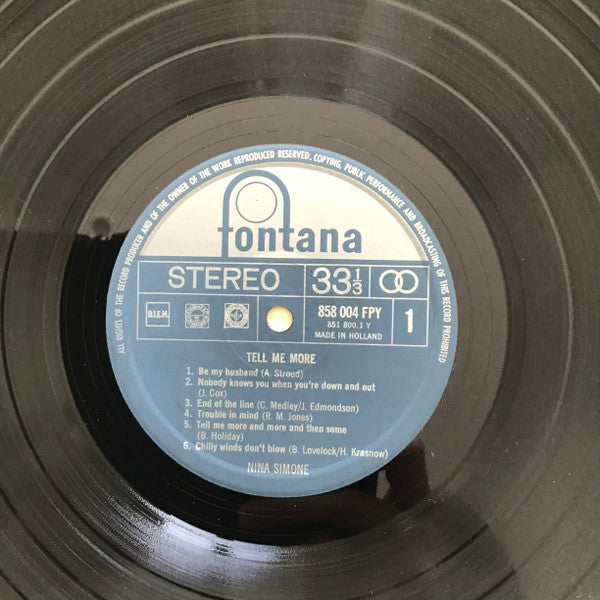 ALL RIGHTS OF THE RECORD PRODUCER AND OF THE OWNER OF THE WORK REPRODUCED RESERVED. COPYING, PUBLIC PERFORMANCE AND BROADCASTING OF THIS RECORD PROHIBITED
fontana
STEREO 33 1/3
B.I.E.M. 858 004 FPY 1
851 800.1 Y
MADE IN HOLLAND
TELL ME MORE
1. Be my husband (A. Stroud)
2. Nobody knows you when you're down and out
(J. Cox)
3. End of the line (C. Medley/J. Edmondson)
4. Trouble in mind (R. M. Jones)
5. Tell me more and more and then some
(B. Holiday)
6. Chilly winds don't blow (B. Lovelock/H. Krasnow)
NINA SIMONE